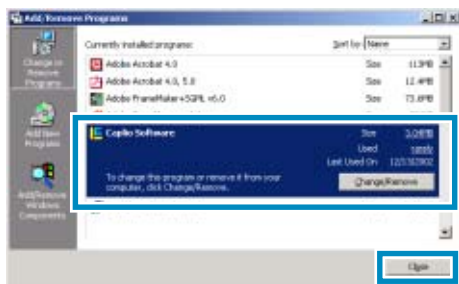 Add/Remove Programs
Change or
Remove
Programs
Add New
Programs
Add/Remove
Windows
Components
Currently installed programs:
Sort by: Name
Adobe Acrobat 4.0
Size
Adobe Acrobat 4.0, 5.0
Size
Adobe FrameMaker+SGML v6.0
Size
Caplio Software
Size
Used
rarely
Last Used On
To change this program or remove it from your
computer, click Change/Remove.
Change/Remove
Close